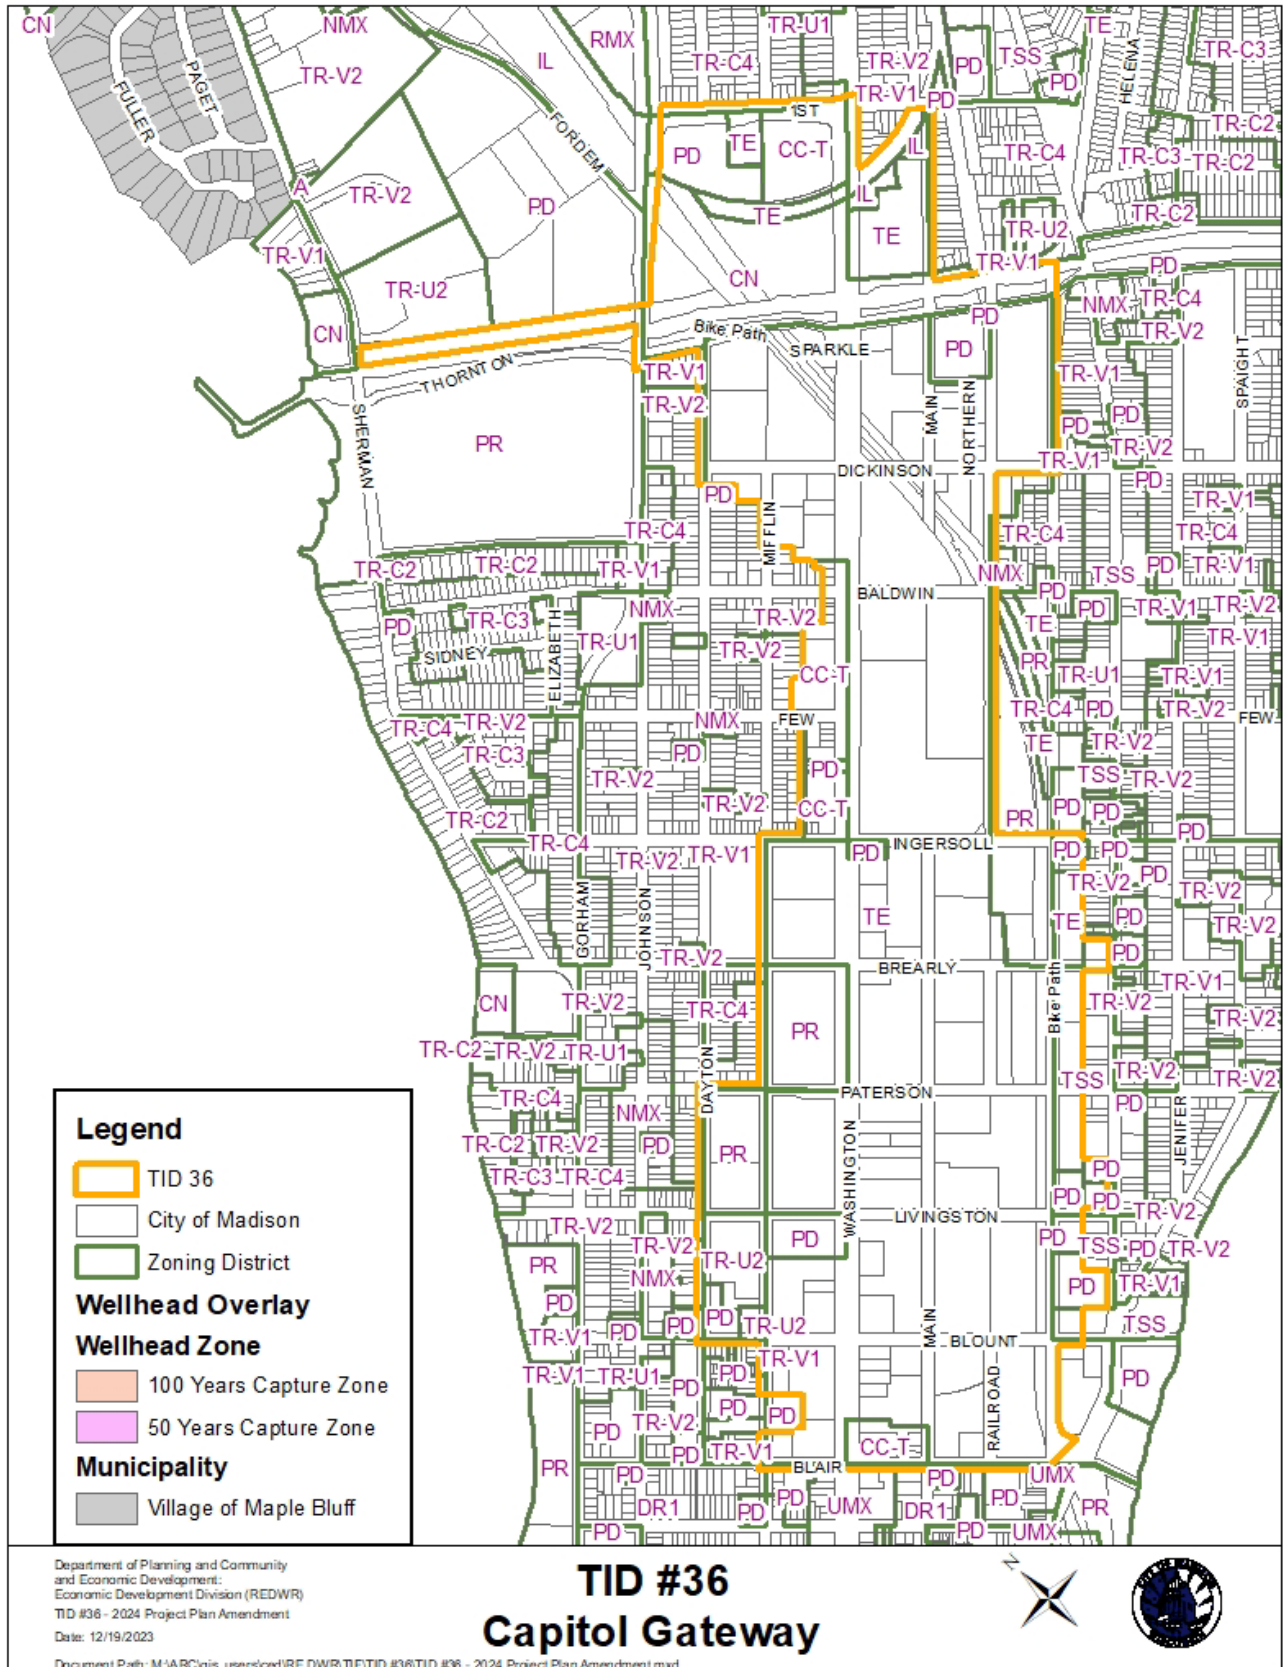 CN
NMX
TR-U1
TE
RMX
IL
TR-C4
TR-V2
PD
TSS
TR-C3
PAGET
TR-V2
HELENA
PD
FULLER
TR-V1
PD
1ST
FORDEM
TR-C2
PD
TE
CC-T
IL
TR-C4
TR-C3
TR-C2
A
TR-V2
PD
IL
TE
TR-C2
TE
TR-U2
TR-V1
TR-V1
PD
TR-U2
CN
NMX
TR-C4
CN
PD
Bike Path
TR-V2
SPARKLE
PD
THORNTON
TR-V1
TR-V1
SPAIGHT
TR-V2
MAIN
NORTHERN
SHERMAN
PR
PD
PD
TR-V2
TR-V1
DICKINSON
PD
PD
TR-V1
MIFFLIN
TR-C4
TR-C4
TR-C4
TR-C2
TR-C2
TR-V1
NMX
TSS
PD
TR-V1
NMX
BALDWIN
PD
PD
TR-V1
TR-V2
PD
TR-C3
TR-V2
TE
TR-V1
SIDNEY
ELIZABETH
TR-U1
TR-V2
PR
CC-T
TR-U1
TR-V1
TR-C4
TR-V2
NMX
FEW
TR-C4
PD
TR-V2
FEW
TR-C3
PD
PD
TE
TR-V2
TR-V2
TSS
TR-V2
TR-V2
CC-T
TR-C2
PR
PD
PD
PD
TR-C4
INGERSOLL
TR-V2
TR-V1
PD
PD
PD
PD
TR-V2
TR-V2
GORHAM
JOHNSON
TE
TE
PD
TR-V2
TR-V2
BREARLY
PD
CN
TR-V2
TR-C4
PR
Bike Path
TR-V2
TR-V1
TR-V2
TR-C2
TR-V2
TR-U1
DAYTON
TSS
TR-V2
TR-V2
TR-C4
NMX
PATERSON
PD
TR-C2
TR-V2
PD
PR
WASHINGTON
JENIFER
TR-C3
TR-C4
PD
PD
PD
TR-V2
TR-V2
LIVINGSTON
TR-V2
PD
PD
TSS
PD
TR-V2
PR
NMX
TR-U2
PD
TR-V1
PD
PD
PD
PD
TR-U2
MAIN
BLOUNT
TSS
TR-V1
TR-V1
TR-V1
TR-U1
PD
PD
PD
PD
PD
TR-V2
PD
RAILROAD
CC-T
PD
TR-V1
PR
BLAIR
PD
PD
UMX
DR1
PD
PD
UMX
DR1
PD
PR
PD
PD
UMX
Legend
TID 36
City of Madison
Zoning District
Wellhead Overlay
Wellhead Zone
100 Years Capture Zone
50 Years Capture Zone
Municipality
Village of Maple Bluff
Department of Planning and Community
and Economic Development:
Economic Development Division (REDWR)
TID #36 - 2024 Project Plan Amendment
Date: 12/19/2023
TID #36
Capitol Gateway
N